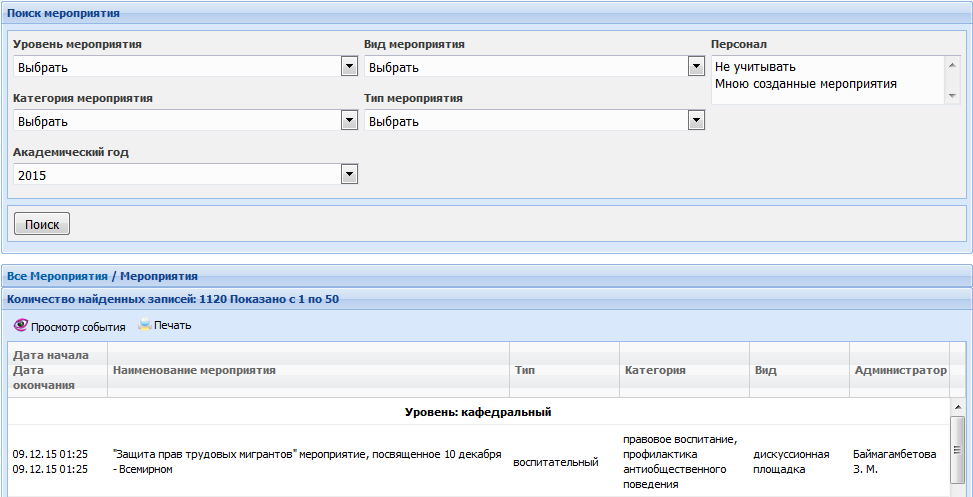 Поиск мероприятия
Уровень мероприятия Вид мероприятия Персонал
Выбрать Выбрать Не учитывать
Мною созданные мероприятия
Категория мероприятия Тип мероприятия
Выбрать Выбрать
Академический год
2015
Поиск
Все Мероприятия / Мероприятия
Количество найденных записей: 1120 Показано с 1 по 50
Просмотр события Печать
Дата начала
Дата
окончания
Наименование мероприятия Тип Категория Вид Администратор
Уровень: кафедральный
09.12.15 01:25
09.12.15 01:25
"Защита прав трудовых мигрантов" мероприятие, посвященное 10 декабря
- Всемирном
воспитательный
правовое воспитание,
профилактика
антиобщественного
поведения
дискуссионная
площадка
Баймагамбетова
З. М.